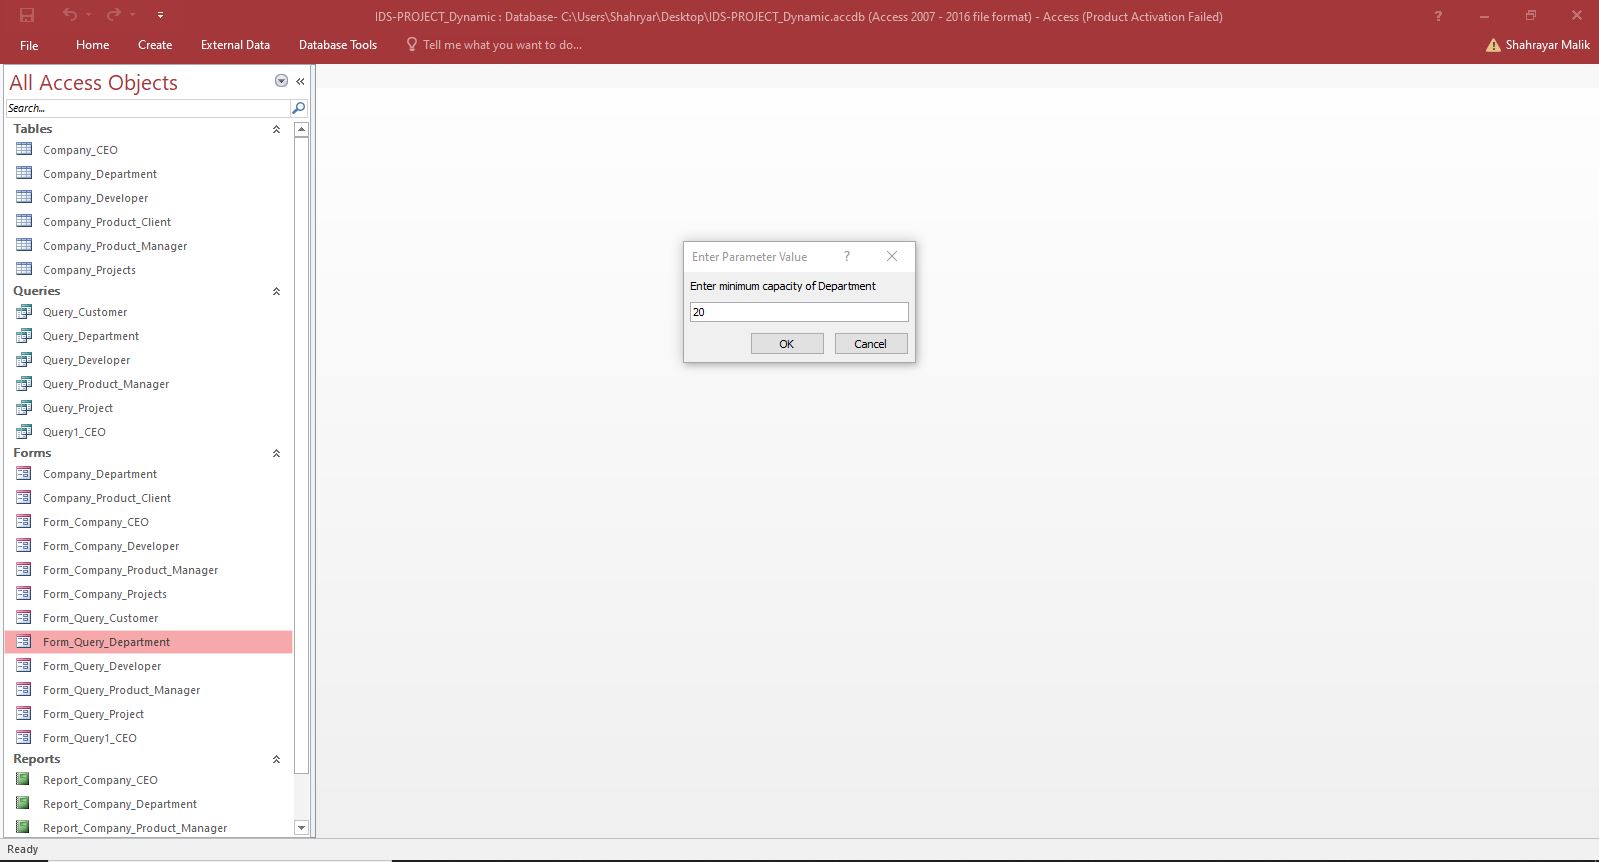 IDS-PROJECT_Dynamic : Database- C:\Users\Shahryar\Desktop\IDS-PROJECT_Dynamic.accdb (Access 2007 - 2016 file format) - Access (Product Activation Failed)
?
File Home Create External Data Database Tools Tell me what you want to do... Shahrayar Malik
All Access Objects
Search...
Tables
Company_CEO
Company_Department
Company_Developer
Company_Product_Client
Company_Product_Manager
Company_Projects
Queries
Query_Customer
Query_Department
Query_Developer
Query_Product_Manager
Query_Project
Query1_CEO
Forms
Company_Department
Company_Product_Client
Form_Company_CEO
Form_Company_Developer
Form_Company_Product_Manager
Form_Company_Projects
Form_Query_Customer
Form_Query_Department
Form_Query_Developer
Form_Query_Product_Manager
Form_Query_Project
Form_Query1_CEO
Reports
Report_Company_CEO
Report_Company_Department
Report_Company_Product_Manager
Enter Parameter Value ?
Enter minimum capacity of Department
20
OK Cancel
Ready